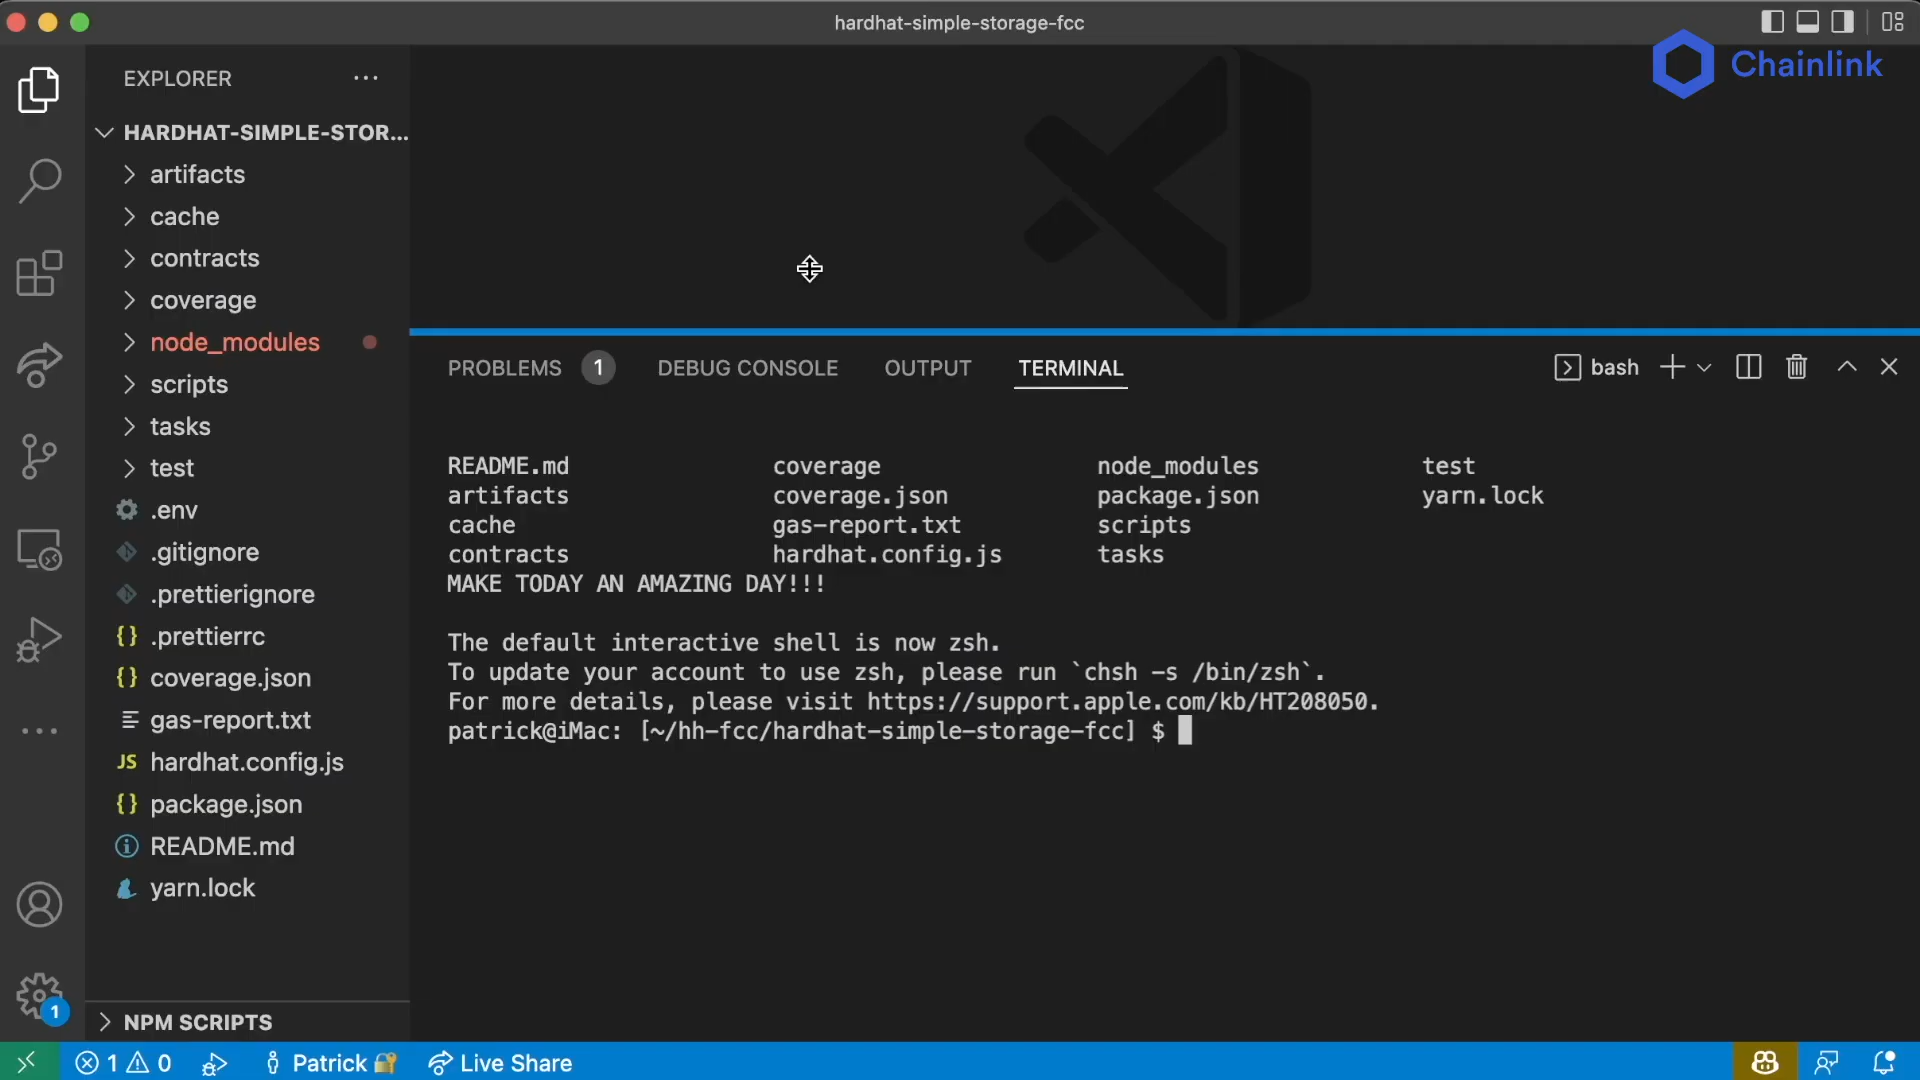 hardhat-simple-storage-fcc
Chainlink
EXPLORER
HARDHAT-SIMPLE-STOR...
artifacts
cache
contracts
coverage
node_modules
scripts
tasks
test
.env
.gitignore
.prettierignore
{} .prettierrc
{} coverage.json
gas-report.txt
JS hardhat.config.js
{} package.json
README.md
yarn.lock
NPM SCRIPTS
PROBLEMS 1 DEBUG CONSOLE OUTPUT TERMINAL bash
README.md coverage node_modules test
artifacts coverage.json package.json yarn.lock
cache gas-report.txt scripts
contracts hardhat.config.js tasks
MAKE TODAY AN AMAZING DAY!!!
The default interactive shell is now zsh.
To update your account to use zsh, please run `chsh -s /bin/zsh`.
For more details, please visit https://support.apple.com/kb/HT208050.
patrick@iMac: [~/hh-fcc/hardhat-simple-storage-fcc] $
1
1 0 Patrick 🔐 Live Share